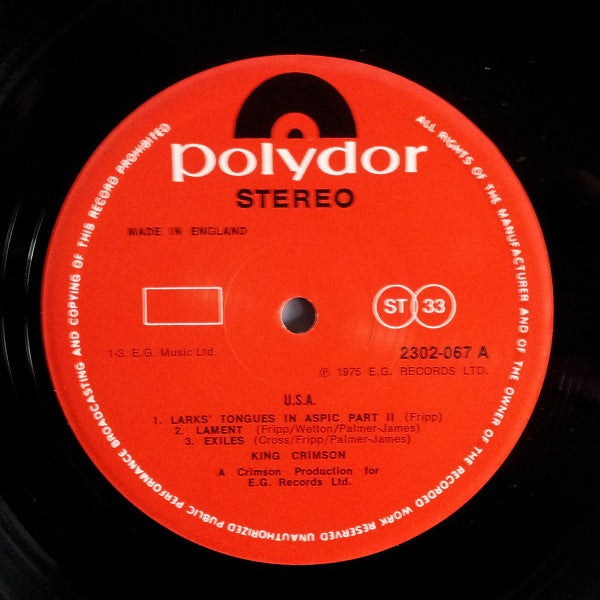 polydor
STEREO
MADE IN ENGLAND
ST 33
2302-067 A
1-3. E.G. Music Ltd.
℗ 1975 E.G. RECORDS LTD.
U.S.A.
1. LARKS' TONGUES IN ASPIC PART II (Fripp)
2. LAMENT (Fripp/Wetton/Palmer-James)
3. EXILES (Cross/Fripp/Palmer-James)
KING CRIMSON
A Crimson Production for
E.G. Records Ltd.
ALL RIGHTS OF THE MANUFACTURER AND OF THE OWNER OF THE RECORDED WORK RESERVED UNAUTHORIZED PUBLIC PERFORMANCE BROADCASTING AND COPYING OF THIS RECORD PROHIBITED